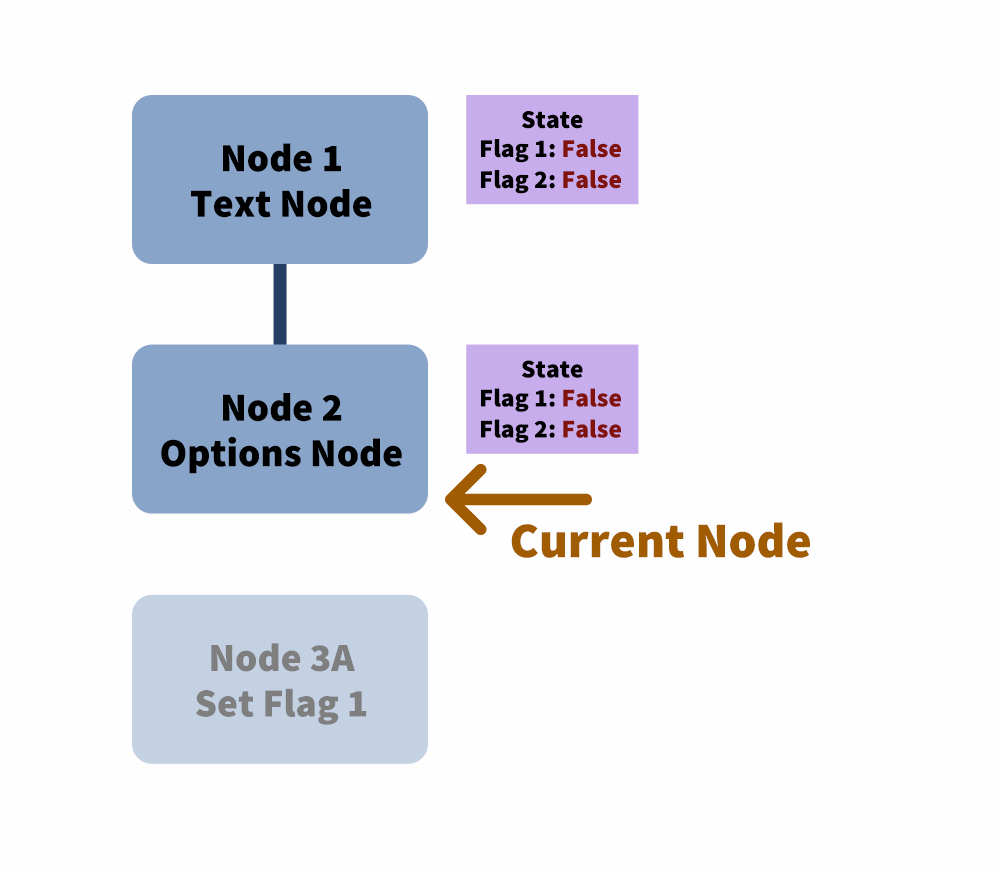 Node 1
Text Node
State
Flag 1: False
Flag 2: False
Node 2
Options Node
State
Flag 1: False
Flag 2: False
Current Node
Node 3A
Set Flag 1